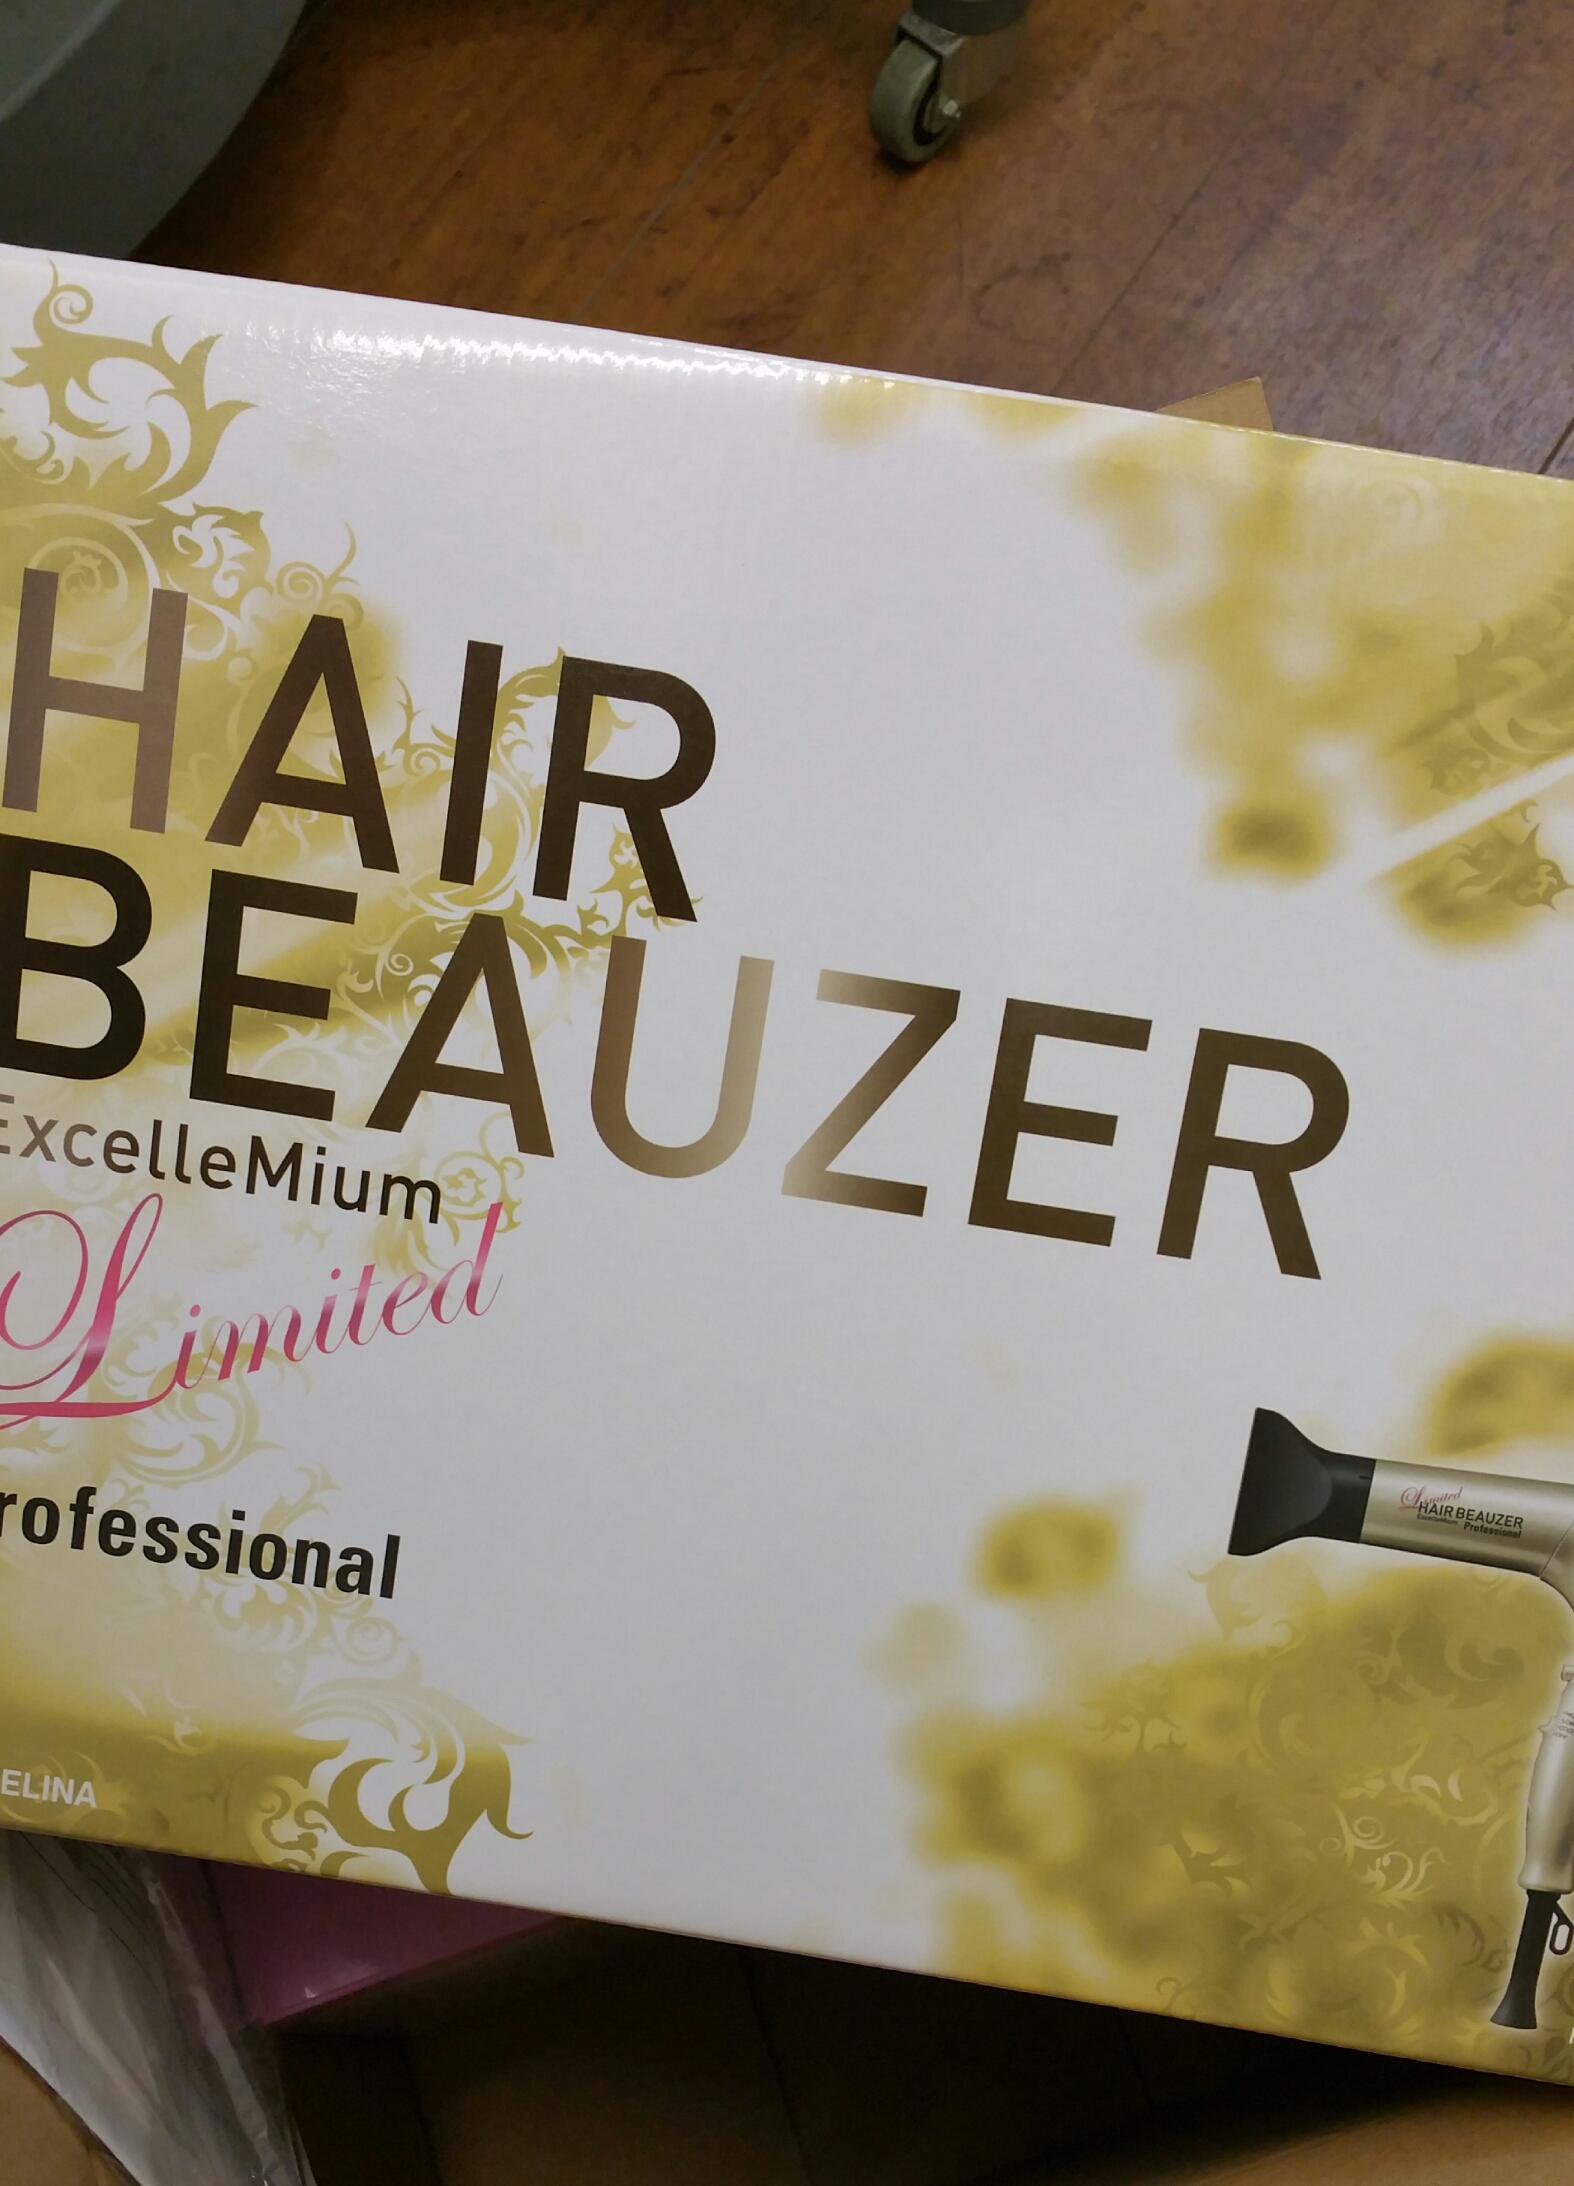 HAIR
BEAUZER
ExcelleMium
Limited
rofessional
ELINA
Limited
HAIR BEAUZER
ExcelleMium Professional